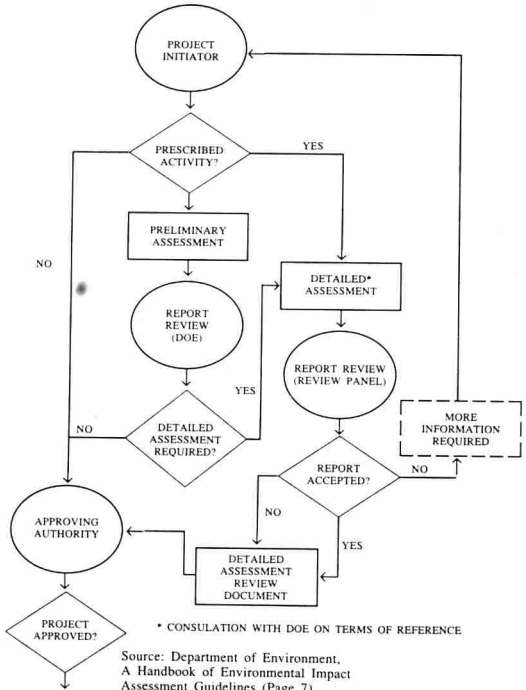 PROJECT
INITIATOR
PRESCRIBED
ACTIVITY?
YES
PRELIMINARY
ASSESSMENT
NO
DETAILED*
ASSESSMENT
REPORT
REVIEW
(DOE)
REPORT REVIEW
(REVIEW PANEL)
YES
MORE
INFORMATION
REQUIRED
NO
DETAILED
ASSESSMENT
REQUIRED?
REPORT
ACCEPTED?
NO
NO
YES
APPROVING
AUTHORITY
DETAILED
ASSESSMENT
REVIEW
DOCUMENT
PROJECT
APPROVED?
* CONSULATION WITH DOE ON TERMS OF REFERENCE
Source: Department of Environment,
A Handbook of Environmental Impact
Assessment Guidelines (Page 7)